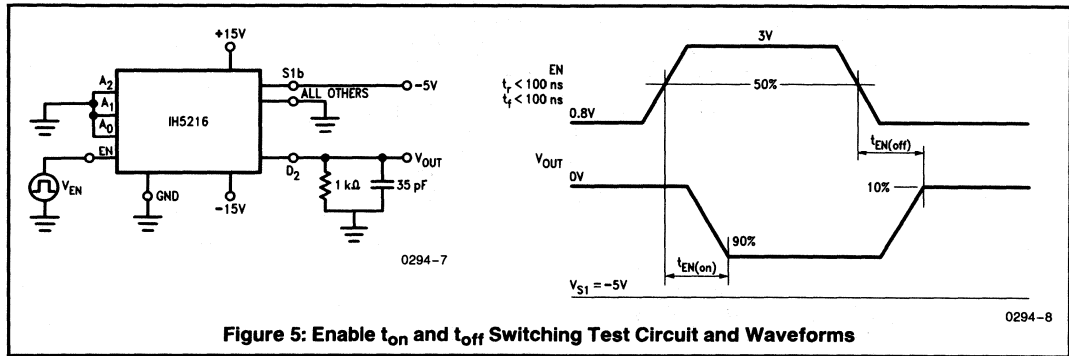 +15V
A2
A1
A0
EN
IH5216
S1b
ALL OTHERS
-5V
D2
VOUT
1 kΩ
35 pF
VEN
GND
-15V
0294-7
EN
tr < 100 ns
tf < 100 ns
3V
50%
0.8V
tEN(off)
VOUT
0V
10%
90%
tEN(on)
VS1 = -5V
0294-8
Figure 5: Enable ton and toff Switching Test Circuit and Waveforms